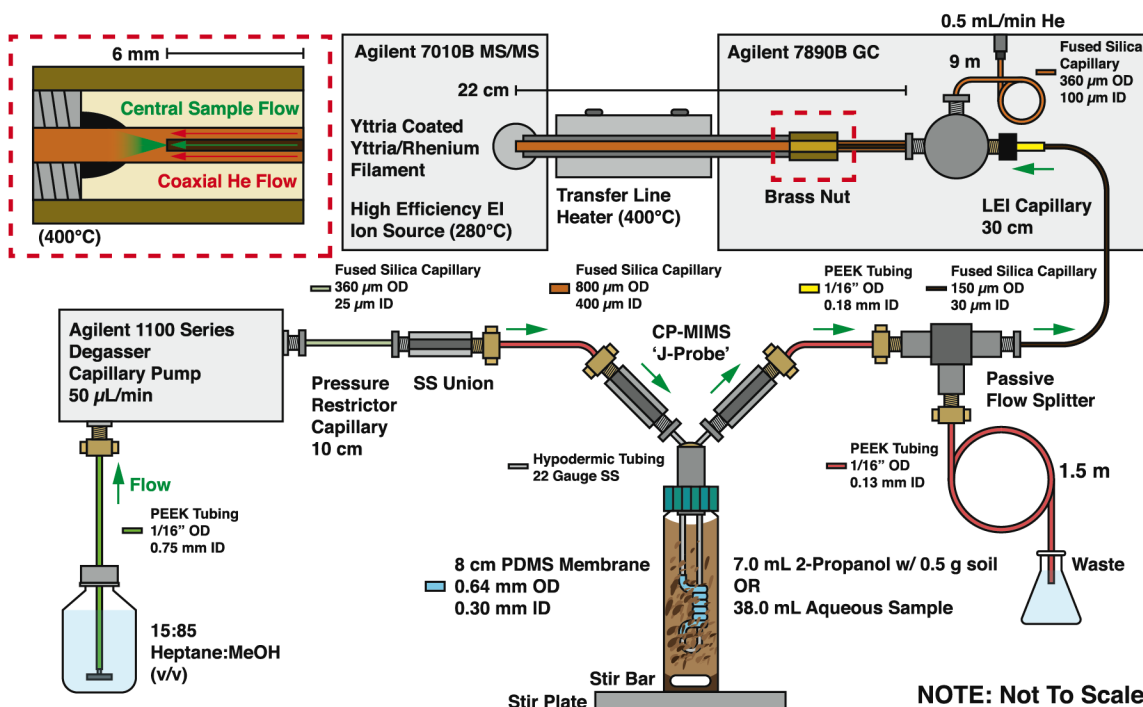 6 mm
Central Sample Flow
Coaxial He Flow
(400°C)
Agilent 7010B MS/MS
22 cm
Yttria Coated
Yttria/Rhenium
Filament
High Efficiency EI
Ion Source (280°C)
Transfer Line
Heater (400°C)
Agilent 7890B GC
Brass Nut
0.5 mL/min He
9 m
Fused Silica
Capillary
360 µm OD
100 µm ID
LEI Capillary
30 cm
Fused Silica Capillary
360 µm OD
25 µm ID
Fused Silica Capillary
800 µm OD
400 µm ID
PEEK Tubing
1/16” OD
0.18 mm ID
Fused Silica Capillary
150 µm OD
30 µm ID
Agilent 1100 Series
Degasser
Capillary Pump
50 µL/min
Pressure
Restrictor
Capillary
10 cm
SS Union
CP-MIMS
‘J-Probe’
Passive
Flow Splitter
Hypodermic Tubing
22 Gauge SS
PEEK Tubing
1/16” OD
0.13 mm ID
1.5 m
Flow
PEEK Tubing
1/16” OD
0.75 mm ID
8 cm PDMS Membrane
0.64 mm OD
0.30 mm ID
7.0 mL 2-Propanol w/ 0.5 g soil
OR
38.0 mL Aqueous Sample
Waste
15:85
Heptane:MeOH
(v/v)
Stir Bar
Stir Plate
NOTE: Not To Scale